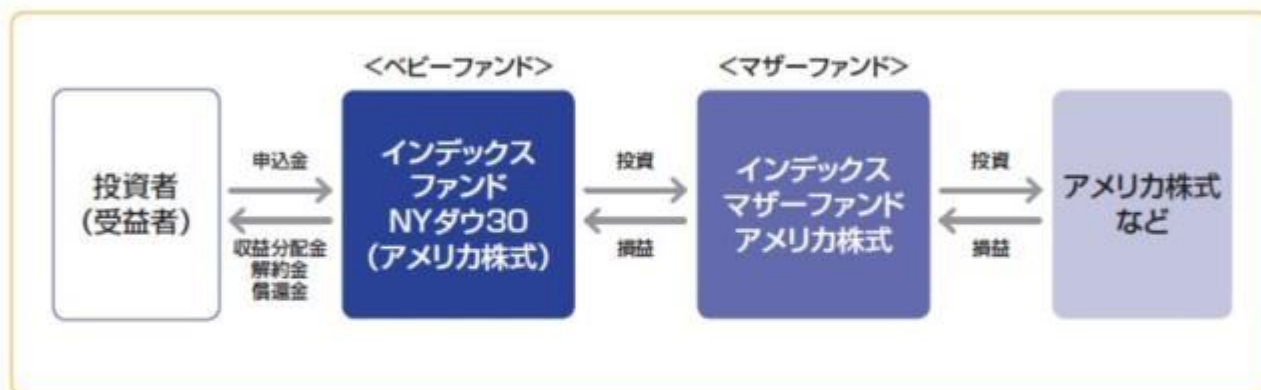 <ベビーファンド>
<マザーファンド>
投資者
(受益者)
申込金
収益分配金
解約金
償還金
インデックス
ファンド
NYダウ30
(アメリカ株式)
投資
損益
インデックス
マザーファンド
アメリカ株式
投資
損益
アメリカ株式
など